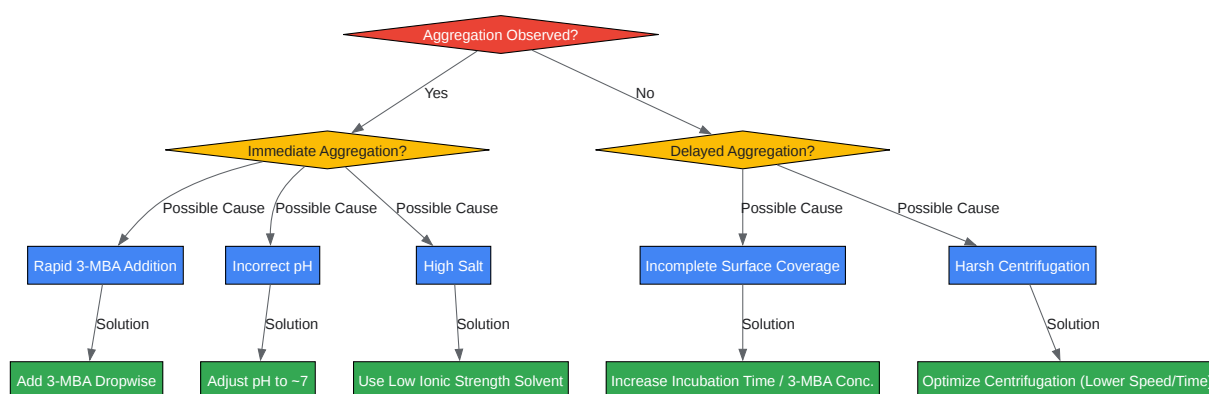 Aggregation Observed?
Yes
No
Immediate Aggregation?
Delayed Aggregation?
Possible Cause
Possible Cause
Possible Cause
Possible Cause
Possible Cause
Rapid 3-MBA Addition
Incorrect pH
High Salt
Incomplete Surface Coverage
Harsh Centrifugation
Solution
Solution
Solution
Solution
Solution
Add 3-MBA Dropwise
Adjust pH to ~7
Use Low Ionic Strength Solvent
Increase Incubation Time / 3-MBA Conc.
Optimize Centrifugation (Lower Speed/Time)